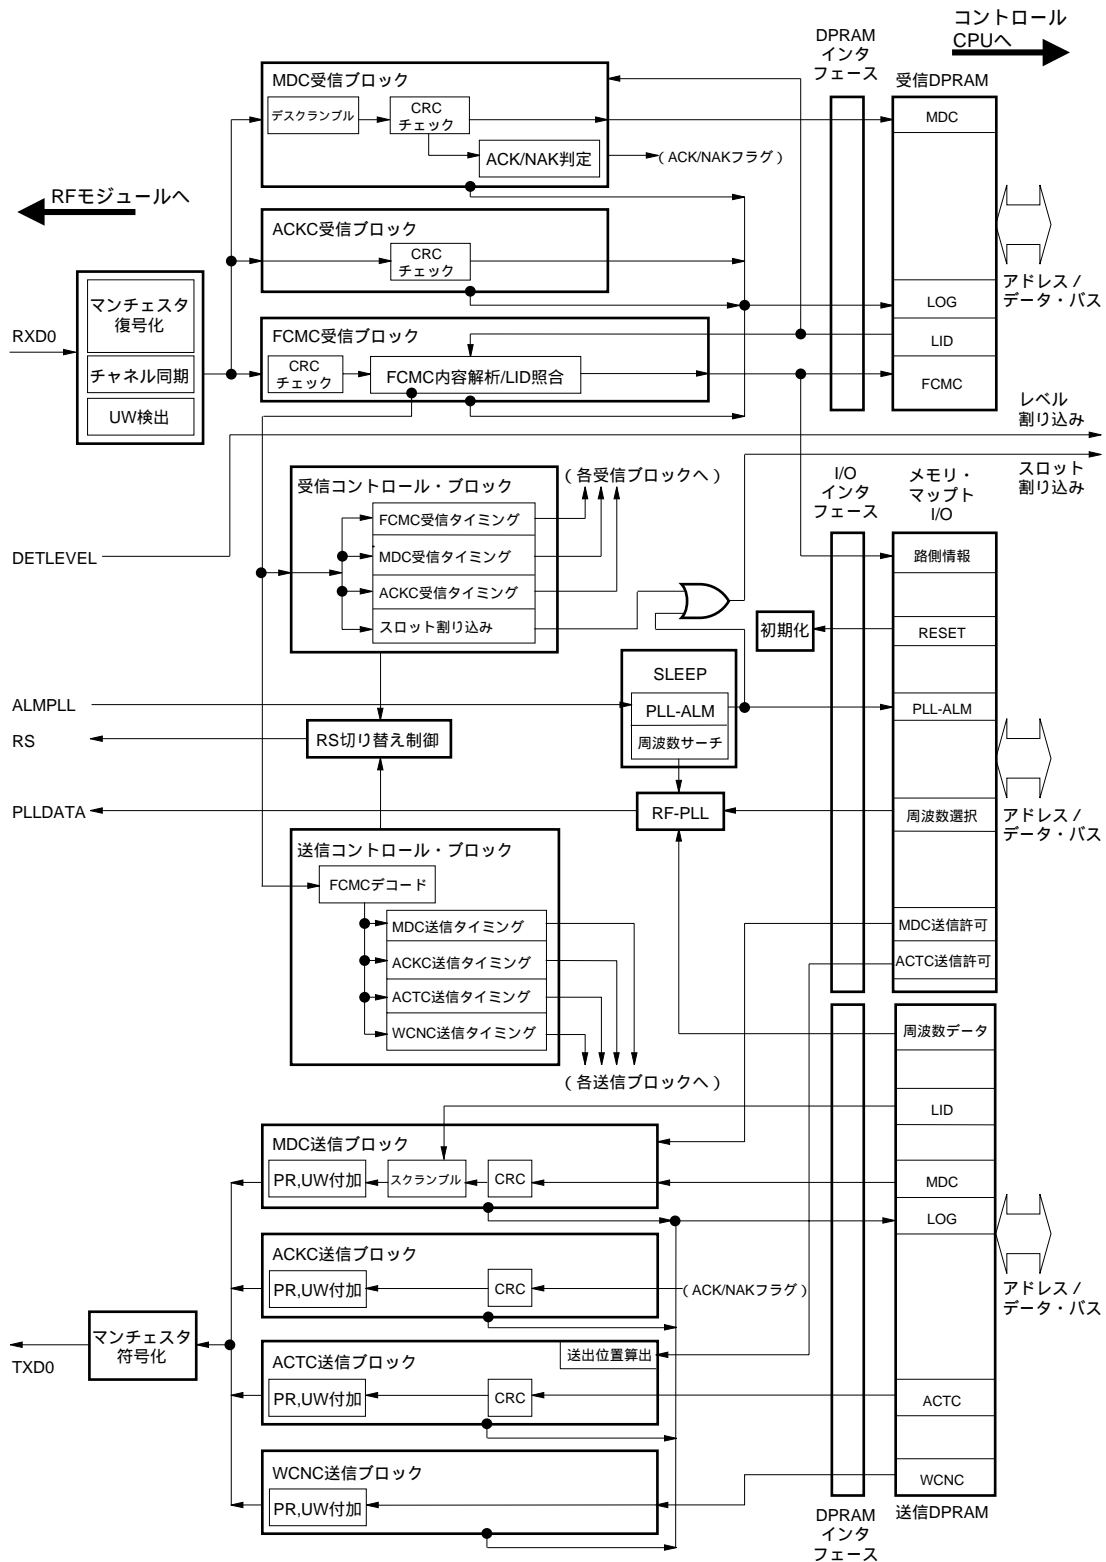 コントロール
CPUへ
DPRAM
インタ
フェース
受信DPRAM
MDC受信ブロック
デスクランブル
CRC
チェック
ACK/NAK判定
(ACK/NAKフラグ)
MDC
RFモジュールへ
ACKC受信ブロック
CRC
チェック
アドレス/
データ・バス
マンチェスタ
復号化
チャネル同期
UW検出
RXD0
LOG
LID
FCMC
FCMC受信ブロック
CRC
チェック
FCMC内容解析/LID照合
レベル
割り込み
スロット
割り込み
受信コントロール・ブロック
(各受信ブロックへ)
I/O
インタ
フェース
メモリ・
マップト
I/O
FCMC受信タイミング
MDC受信タイミング
ACKC受信タイミング
スロット割り込み
DETLEVEL
路側情報
初期化
RESET
SLEEP
PLL-ALM
周波数サーチ
ALMPLL
PLL-ALM
RS
RS切り替え制御
PLLDATA
RF-PLL
周波数選択
アドレス/
データ・バス
送信コントロール・ブロック
FCMCデコード
MDC送信タイミング
ACKC送信タイミング
ACTC送信タイミング
WCNC送信タイミング
(各送信ブロックへ)
MDC送信許可
ACTC送信許可
周波数データ
LID
MDC送信ブロック
PR,UW付加
スクランブル
CRC
MDC
LOG
ACKC送信ブロック
PR,UW付加
CRC
(ACK/NAKフラグ)
アドレス/
データ・バス
マンチェスタ
符号化
TXD0
ACTC送信ブロック
送出位置算出
PR,UW付加
CRC
ACTC
WCNC送信ブロック
PR,UW付加
WCNC
DPRAM
インタ
フェース
送信DPRAM